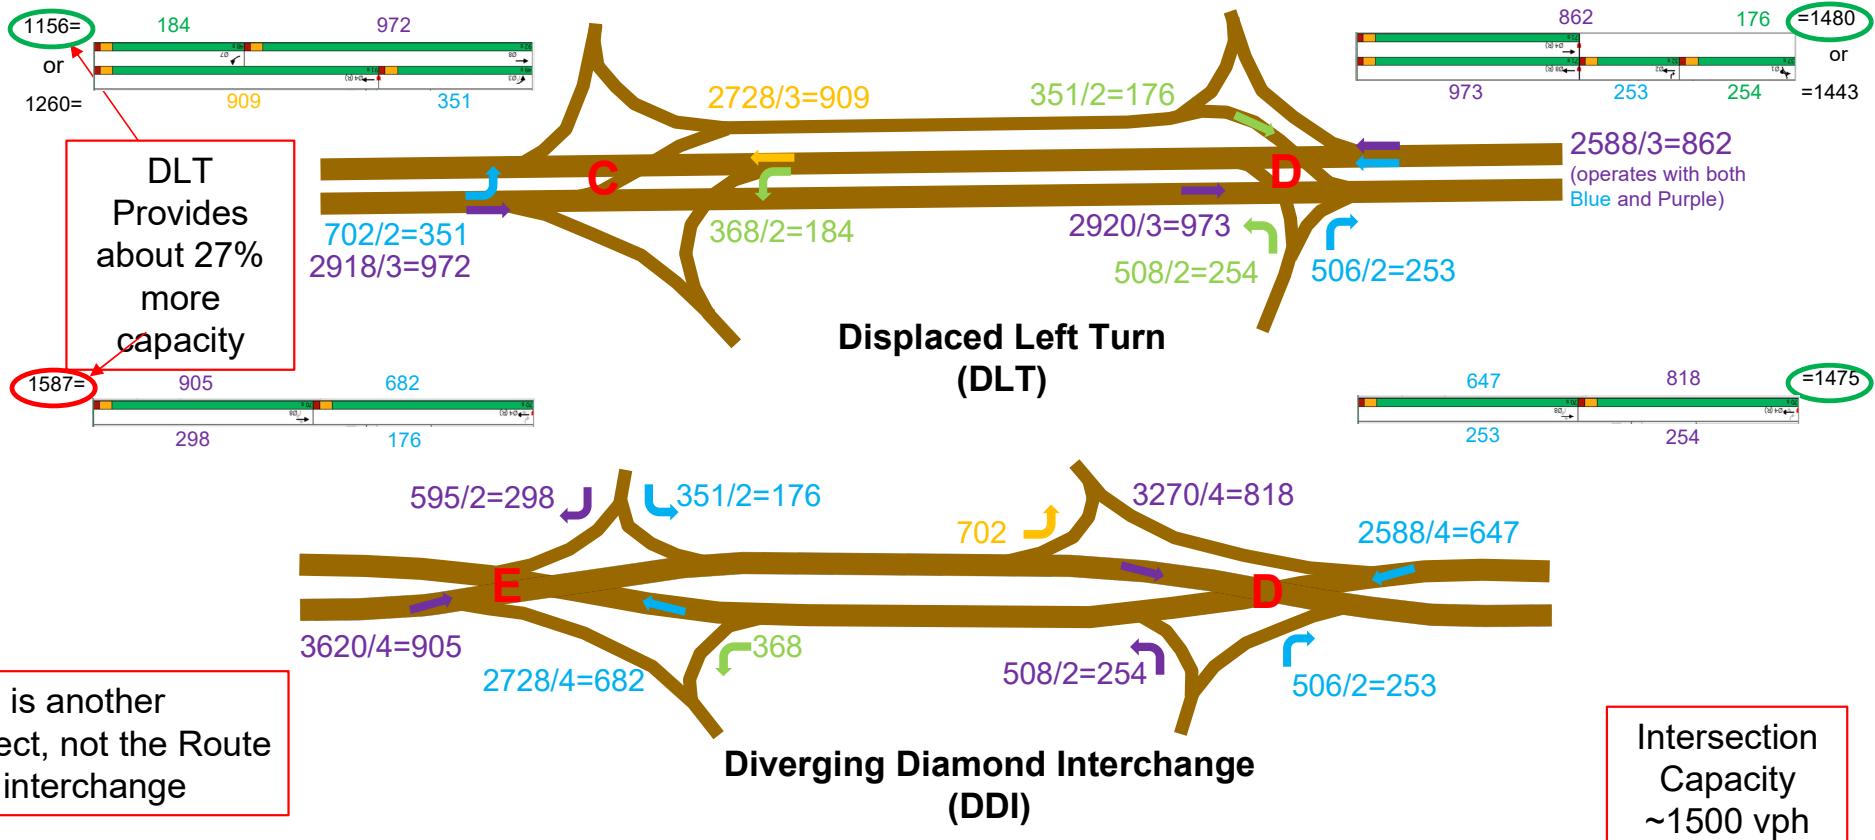 1156=
or
1260=
184
972
909
351
DLT
Provides
about 27%
more
capacity
2728/3=909
351/2=176
C
D
702/2=351
2918/3=972
368/2=184
2920/3=973
508/2=254
506/2=253
862
176
=1480
or
=1443
973
253
254
2588/3=862
(operates with both
Blue and Purple)
Displaced Left Turn
(DLT)
1587=
905
682
298
176
647
818
=1475
253
254
595/2=298
351/2=176
702
3270/4=818
2588/4=647
E
D
3620/4=905
2728/4=682
368
508/2=254
506/2=253
is another
ect, not the Route
interchange
Diverging Diamond Interchange
(DDI)
Intersection
Capacity
~1500 vph